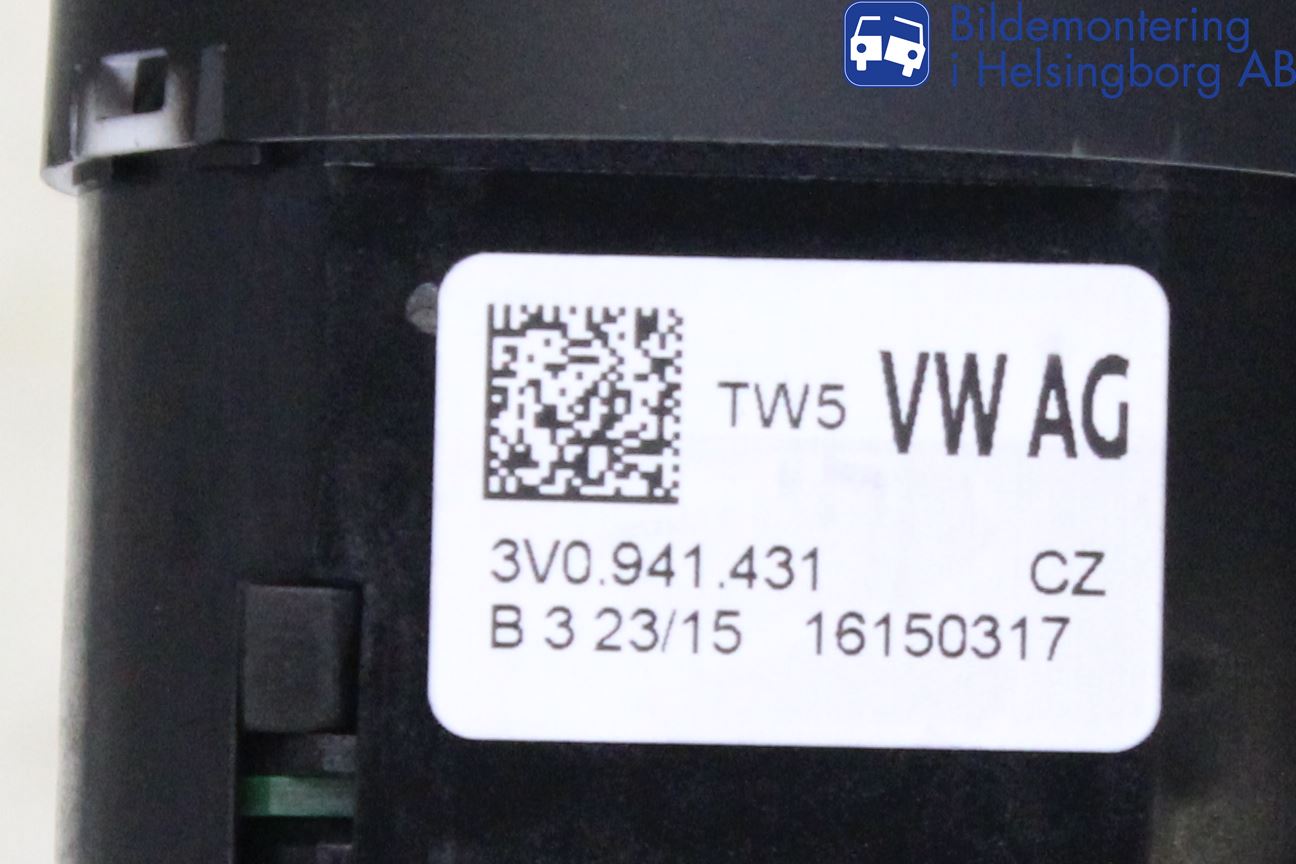 Bildemontering
i Helsingborg AB
TW5 VW AG
3V0.941.431 CZ
B 3 23/15 16150317